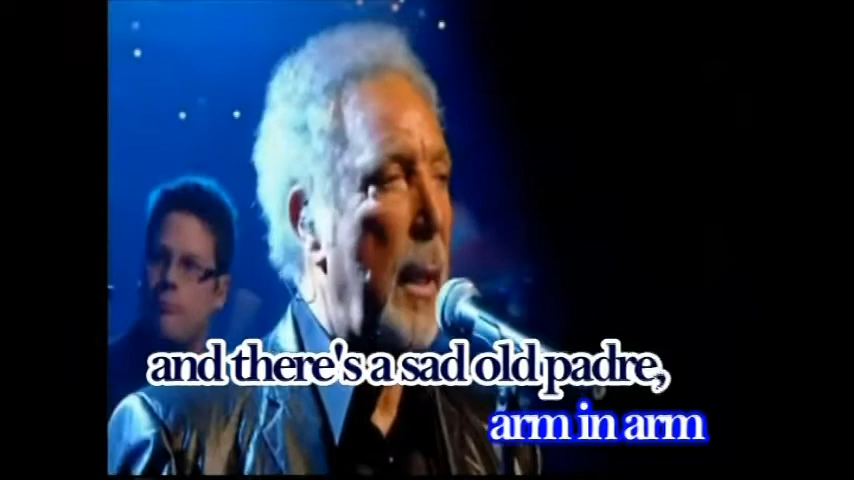 and there's a sad old padre,
arm in arm